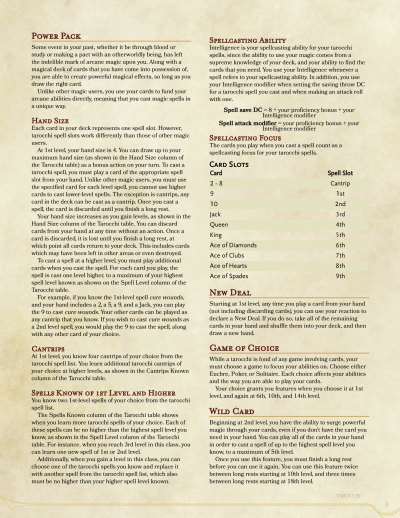 Power Pack
Some event in your past, whether it be through blood or
study or making a pact with an otherworldly being, has left
the indelible mark of arcane magic upon you. Along with a
magical deck of cards that have come into possession of,
you are able to create powerful magical effects, so long as you
draw the right card.
Unlike other magic users, you use your cards to fund your
arcane abilities directly, meaning that you cast magic spells in
a unique way.
Hand Size
Each card in your deck represents one spell slot. However,
tarocchi spell slots work differently than those of other magic
users.
At 1st level, your hand size is 4. You can draw up to your
maximum hand size (as shown in the Hand Size column of
the Tarocchi table) as a bonus action on your turn. To cast a
tarocchi spell, you must play a card of the appropriate spell
slot from your hand. Unlike other magic users, you must use
the specified card for each spell level, you cannot use higher
cards to cast lower-level spells. The exception is cantrips, any
card in the deck can be cast as a cantrip. Once you cast a
spell, the card is discarded until you finish a long rest.
Your hand size increases as you gain levels, as shown in the
Hand Size column of the Tarocchi table. You can discard
cards from your hand at any time without an action. Once a
card is discarded, it is lost until you finish a long rest, at
which point all cards return to your deck. This includes cards
which may have been left in other areas or even destroyed.
To cast a spell at a higher level, you must play additional
cards when you cast the spell. For each card you play, the
spell is cast one level higher, to a maximum of your highest
spell level known as shown on the Spell Level column of the
Tarocchi table.
For example, if you know the 1st-level spell cure wounds,
and your hand includes a 2, a 5, a 9, and a Jack, you can play
the 9 to cast cure wounds. Your other cards can be played as
any cantrip that you know. If you wish to cast cure wounds as
a 2nd level spell, you would play the 9 to cast the spell, along
with any other card of your choice.
Cantrips
At 1st level, you know four cantrips of your choice from the
tarocchi spell list. You learn additional tarocchi cantrips of
your choice at higher levels, as shown in the Cantrips Known
column of the Tarocchi table.
Spells Known of 1st Level and Higher
You know two 1st-level spells of your choice from the tarocchi
spell list.
The Spells Known column of the Tarocchi table shows
when you learn more tarocchi spells of your choice. Each of
these spells can be no higher than the highest spell level you
know, as shown in the Spell Level column of the Tarocchi
table. For instance, when you reach 3rd level in this class, you
can learn one new spell of 1st or 2nd level.
Additionally, when you gain a level in this class, you can
choose one of the tarocchi spells you know and replace it
with another spell from the tarocchi spell list, which also
must be no higher than your higher spell level known.
Spellcasting Ability
Intelligence is your spellcasting ability for your tarocchi
spells, since the ability to use your magic comes from a
supreme knowledge of your deck, and your ability to find the
cards that you need. You use your Intelligence whenever a
spell refers to your spellcasting ability. In addition, you use
your Intelligence modifier when setting the saving throw DC
for a tarocchi spell you cast and when making an attack roll
with one.
Spell save DC = 8 + your proficiency bonus + your
Intelligence modifier
Spell attack modifier = your proficiency bonus + your
Intelligence modifier
Spellcasting Focus
The cards you play when you cast a spell count as a
spellcasting focus for your tarocchi spells.
Card Slots
Card Spell Slot
2 - 8 Cantrip
9 1st
10 2nd
Jack 3rd
Queen 4th
King 5th
Ace of Diamonds 6th
Ace of Clubs 7th
Ace of Hearts 8th
Ace of Spades 9th
New Deal
Starting at 1st level, any time you play a card from your hand
(not including discarding cards), you can use your reaction to
declare a New Deal. If you do so, take all of the remaining
cards in your hand and shuffle them into your deck, and then
draw a new hand.
Game of Choice
While a tarocchi is fond of any game involving cards, you
must choose a game to focus your abilities on. Choose either
Euchre, Poker, or Solitaire. Each choice affects your abilities
and the way you are able to play your cards.
Your choice grants you features when you choose it at 1st
level, and again at 6th, 10th, and 14th level.
Wild Card
Beginning at 2nd level, you have the ability to surge powerful
magic through your cards, even if you don't have the card you
need in your hand. You can play all of the cards in your hand
in order to cast a spell of up to the highest spell level you
know, to a maximum of 5th level.
Once you use this feature, you must finish a long rest
before you can use it again. You can use this feature twice
between long rests starting at 10th level, and three times
between long rests starting at 18th level.